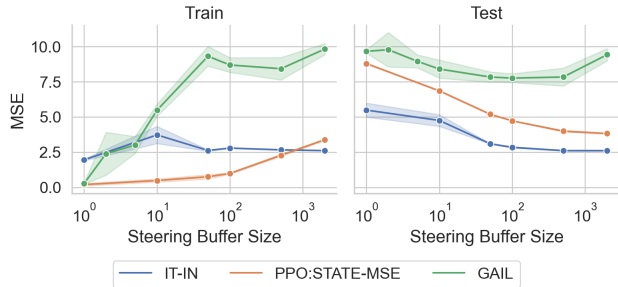 Train
Test
MSE
10.0
7.5
5.0
2.5
0.0
10^0 10^1 10^2 10^3
10^0 10^1 10^2 10^3
Steering Buffer Size
Steering Buffer Size
IT-IN PPO:STATE-MSE GAIL